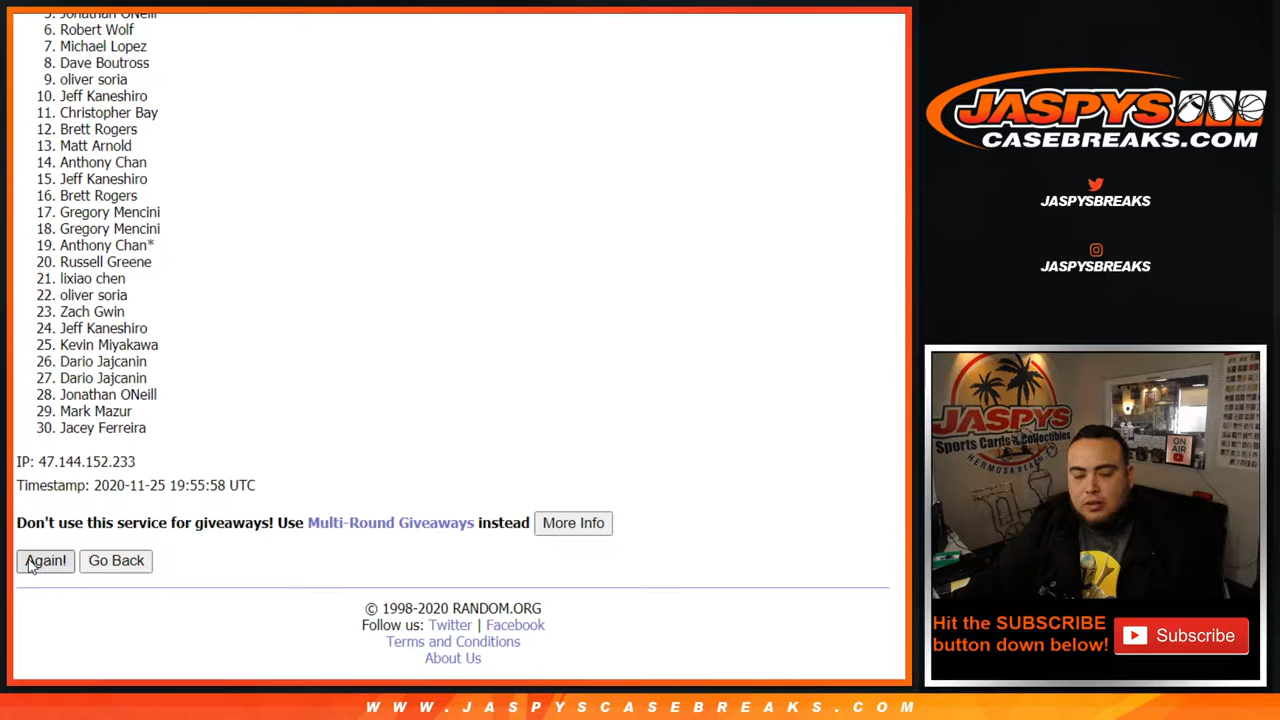 5. Jonathan ONeill
6. Robert Wolf
7. Michael Lopez
8. Dave Boutross
9. oliver soria
10. Jeff Kaneshiro
11. Christopher Bay
12. Brett Rogers
13. Matt Arnold
14. Anthony Chan
15. Jeff Kaneshiro
16. Brett Rogers
17. Gregory Mencini
18. Gregory Mencini
19. Anthony Chan*
20. Russell Greene
21. lixiao chen
22. oliver soria
23. Zach Gwin
24. Jeff Kaneshiro
25. Kevin Miyakawa
26. Dario Jajcanin
27. Dario Jajcanin
28. Jonathan ONeill
29. Mark Mazur
30. Jacey Ferreira
IP: 47.144.152.233
Timestamp: 2020-11-25 19:55:58 UTC
Don't use this service for giveaways! Use Multi-Round Giveaways instead More Info
Again! Go Back
© 1998-2020 RANDOM.ORG
Follow us: Twitter | Facebook
Terms and Conditions
About Us
JASPYS
CASEBREAKS.COM
JASPYSBREAKS
JASPYSBREAKS
JASPYS
Sports Cards & Collectibles
HERMOSA BEACH
ON
AIR
Hit the SUBSCRIBE
button down below!
Subscribe
WWW.JASPYSCASEBREAKS.COM